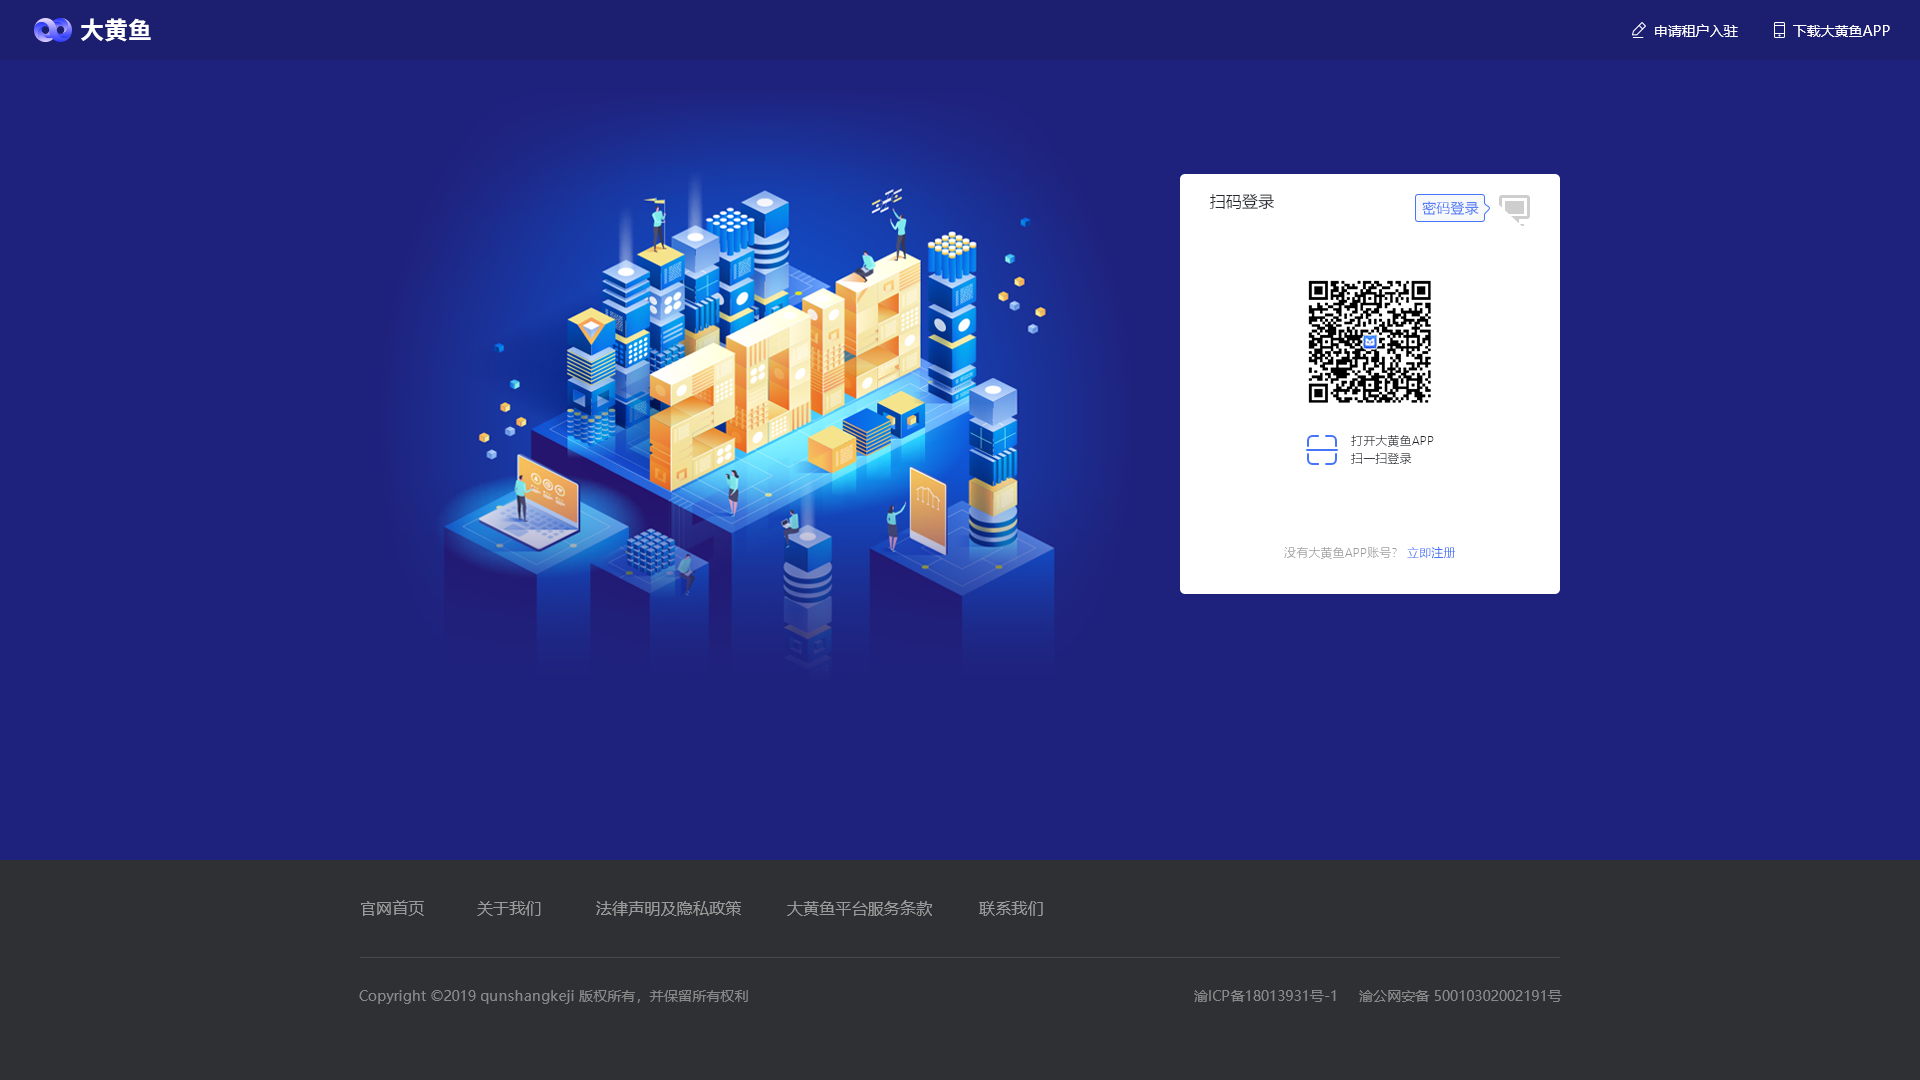 大黄鱼
申请租户入驻
下载大黄鱼APP
扫码登录
密码登录
打开大黄鱼APP
扫一扫登录
没有大黄鱼APP账号? 立即注册
官网首页
关于我们
法律声明及隐私政策
大黄鱼平台服务条款
联系我们
Copyright ©2019 qunshangkeji 版权所有，并保留所有权利
渝ICP备18013931号-1
渝公网安备 50010302002191号